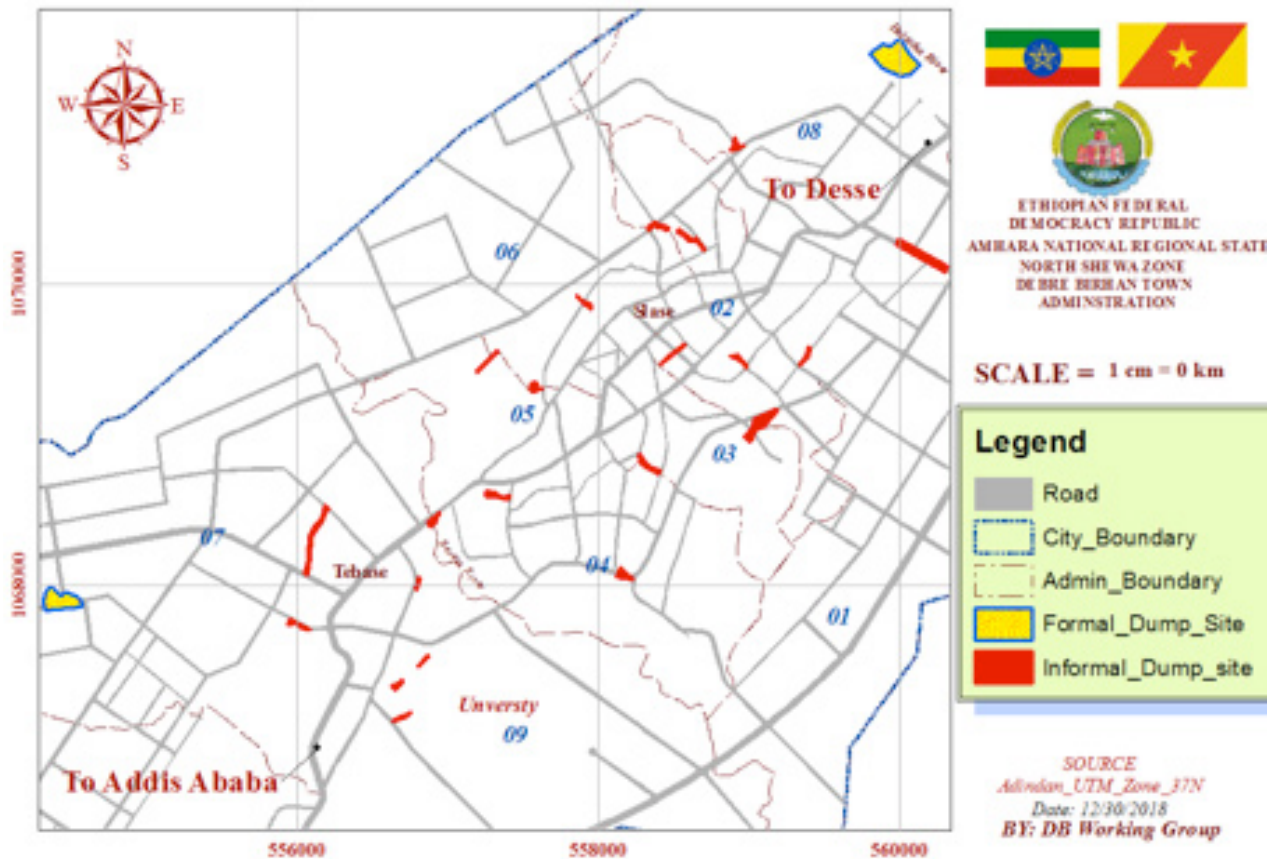 N
W E
S
08
To Desse
06
Slase
02
05
03
07
Tebase
04
01
Unversty
09
To Addis Ababa
1070000
1068000
556000
558000
560000
ETHIOPIAN FEDERAL
DEMOCRACY REPUBLIC
AMHARA NATIONAL REGIONAL STATE
NORTH SHEWA ZONE
DEBRE BIRHAN TOWN
ADMINSTRATION
SCALE = 1 cm = 0 km
Legend
Road
City_Boundary
Admin_Boundary
Formal_Dump_Site
Informal_Dump_site
SOURCE
Adindan_UTM_Zone_37N
Date: 12/30/2018
BY: DB Working Group